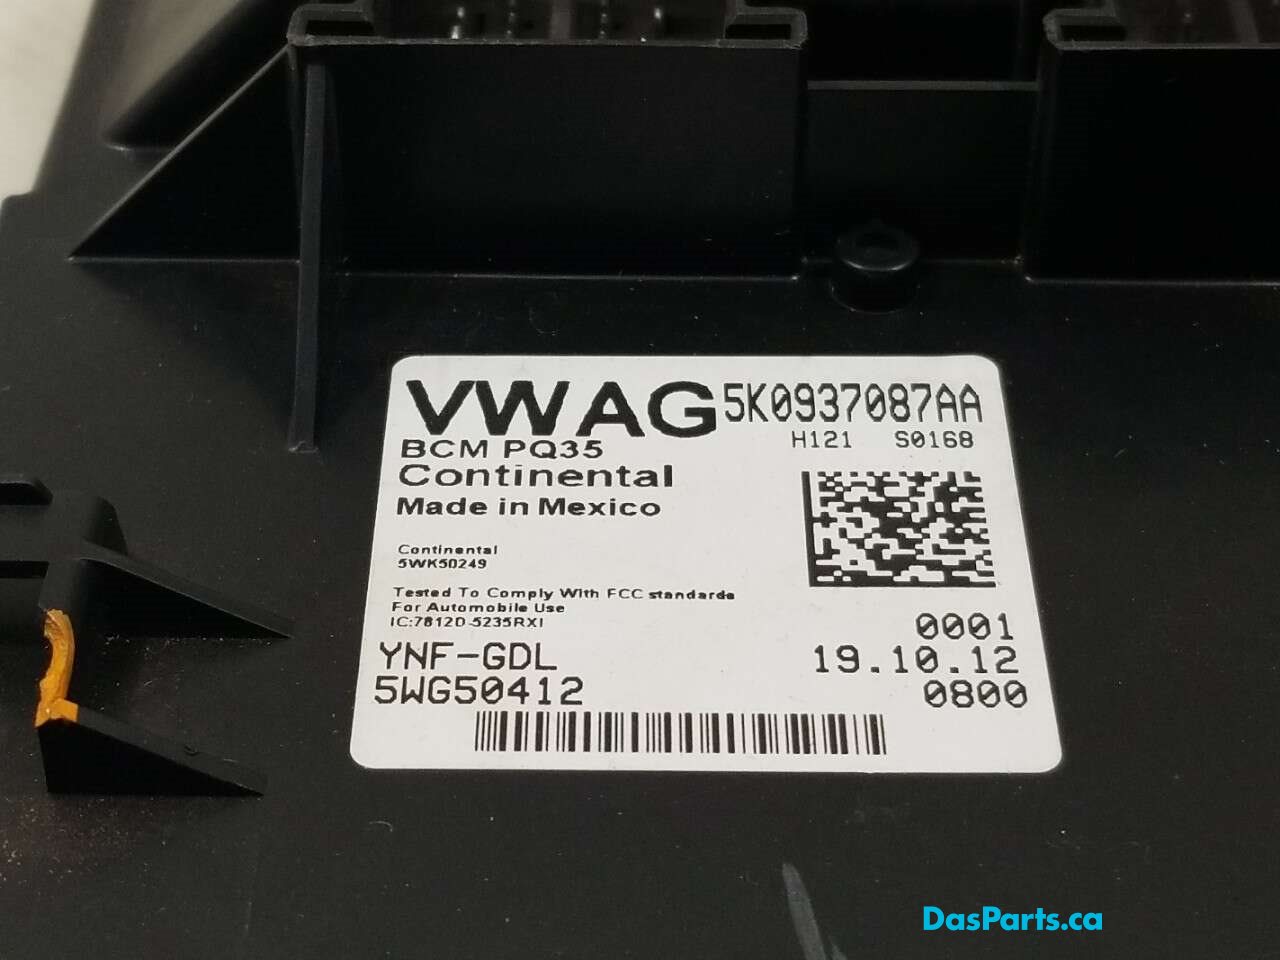 VWAG 5K0937087AA
H121 S0168
BCM PQ35
Continental
Made in Mexico
Continental
5WK50249
Tested To Comply With FCC standards
For Automobile Use
IC:7812D-5235RXI
0001
YNF-GDL 19.10.12
5WG50412 0800
DasParts.ca